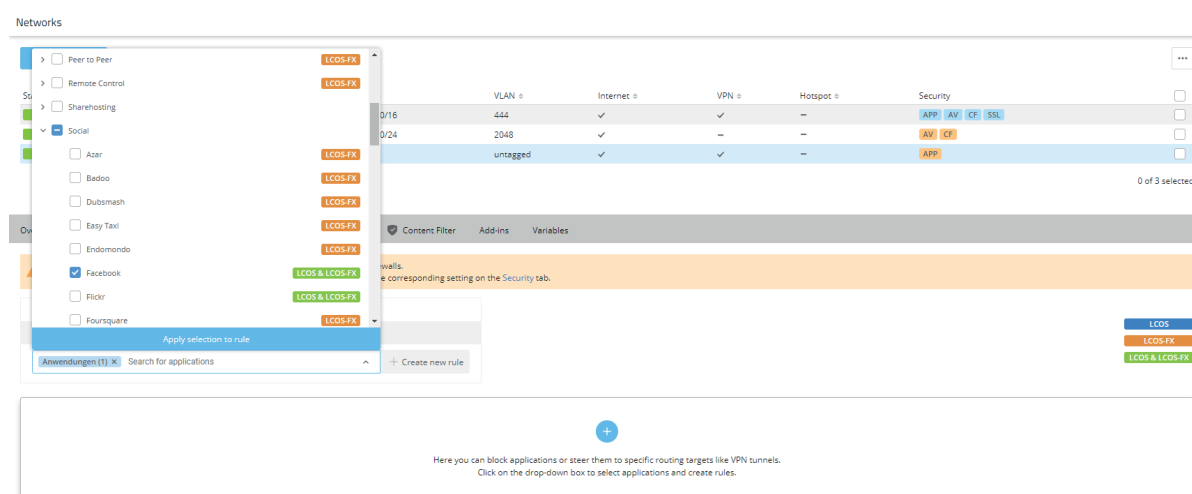 Networks
Peer to Peer LCOS-FX
Remote Control LCOS-FX
St VLAN Internet VPN Hotspot Security
Sharehosting
0/16 444 APP AV CF SSL
Social
0/24 2048 AV CF
Azar LCOS-FX
untagged APP
Badoo LCOS-FX
0 of 3 selected
Dubsmash LCOS-FX
Easy Taxi LCOS-FX
Ov Content Filter Add-ins Variables
Endomondo LCOS-FX
ewalls.
Facebook LCOS & LCOS-FX
e corresponding setting on the Security tab.
Flickr LCOS & LCOS-FX
Foursquare LCOS-FX
LCOS
Apply selection to rule
LCOS-FX
Anwendungen (1) × Search for applications
+ Create new rule
LCOS & LCOS-FX
Here you can block applications or steer them to specific routing targets like VPN tunnels.
Click on the drop-down box to select applications and create rules.